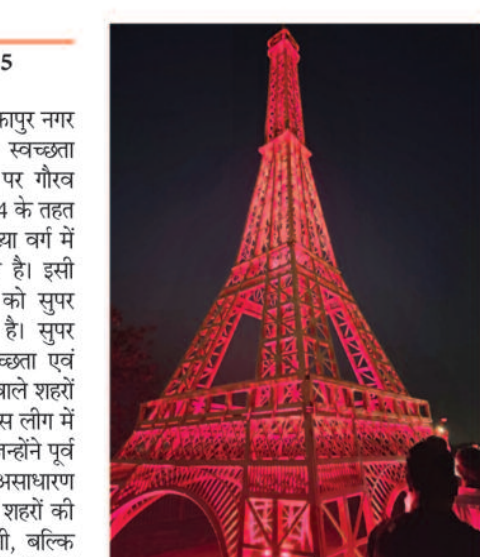 5
कापुर नगर
स्वच्छता
पर गौरव
4 के तहत
या वर्ग में
है। इसी
को सुपर
है। सुपर
च्छता एवं
वाले शहरों
स लीग में
जन्होंने पूर्व
असाधारण
शहरों की
बल्कि